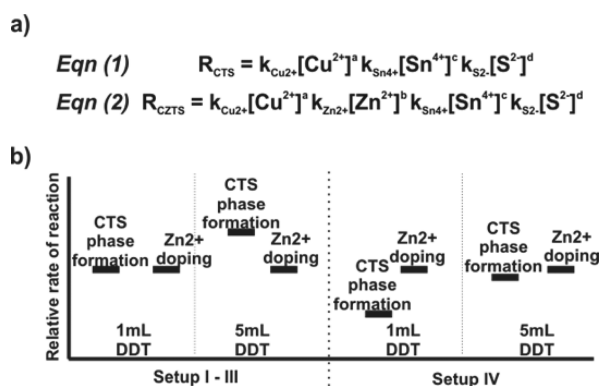 a)
Eqn (1) R_CTS = k_Cu2+[Cu²⁺]ᵃ k_Sn4+[Sn⁴⁺]ᶜ k_S2-[S²⁻]ᵈ
Eqn (2) R_CZTS = k_Cu2+[Cu²⁺]ᵃ k_Zn2+[Zn²⁺]ᵇ k_Sn4+[Sn⁴⁺]ᶜ k_S2-[S²⁻]ᵈ
b)
Relative rate of reaction
CTS
phase
formation
Zn2+
doping
1mL
DDT
CTS
phase
formation
Zn2+
doping
5mL
DDT
Setup I - III
CTS
phase
formation
Zn2+
doping
1mL
DDT
CTS
phase
formation
Zn2+
doping
5mL
DDT
Setup IV